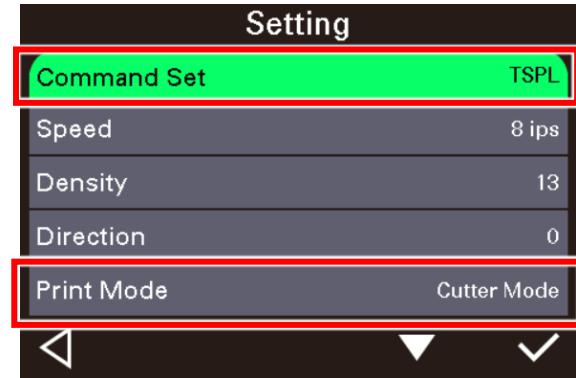 Setting
Command Set TSPL
Speed 8 ips
Density 13
Direction 0
Print Mode Cutter Mode